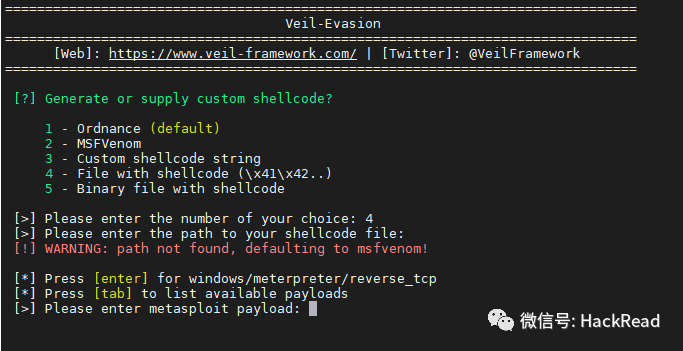 ===============================================================================
Veil-Evasion
===============================================================================
[Web]: https://www.veil-framework.com/ | [Twitter]: @VeilFramework
===============================================================================
[?] Generate or supply custom shellcode?
1 - Ordnance (default)
2 - MSFVenom
3 - Custom shellcode string
4 - File with shellcode (\x41\x42..)
5 - Binary file with shellcode
[>] Please enter the number of your choice: 4
[>] Please enter the path to your shellcode file:
[!] WARNING: path not found, defaulting to msfvenom!
[*] Press [enter] for windows/meterpreter/reverse_tcp
[*] Press [tab] to list available payloads
[>] Please enter metasploit payload:
微信号: HackRead